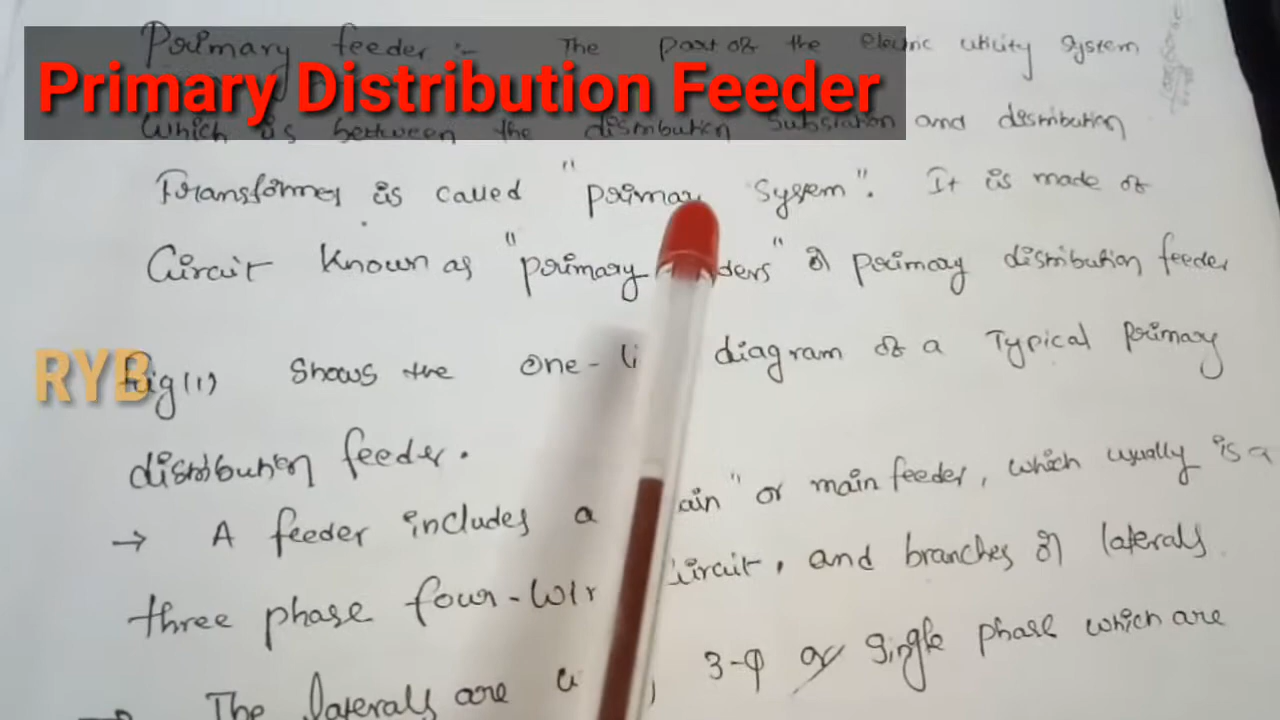 Primary feeder :- The part of the electric utility system
Primary Distribution Feeder
Which is between the distribution Substation and distribution
Transformer is called "primary System". It is made of
Circuit known as "primary ders" or primary distribution feeder
RYB
Fig(1) Shows the one-li diagram of a Typical primary
distribution feeder.
→ A feeder includes a ain" or main feeder, which usually is a
three phase four-wir circuit, and branches or laterals
The laterals are 3-φ or single phase which are